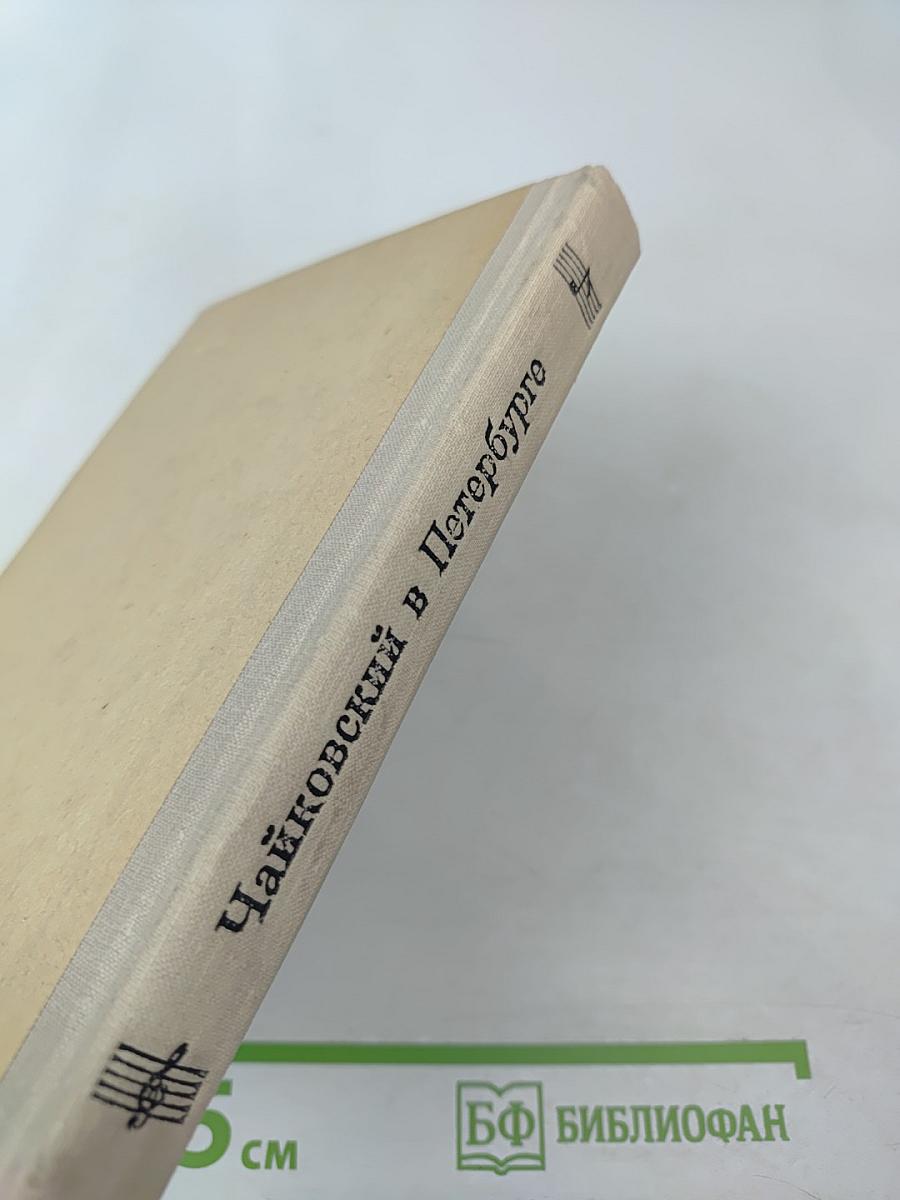 Чайковский в Петербурге
5 см
БФ БИБЛИОФАН